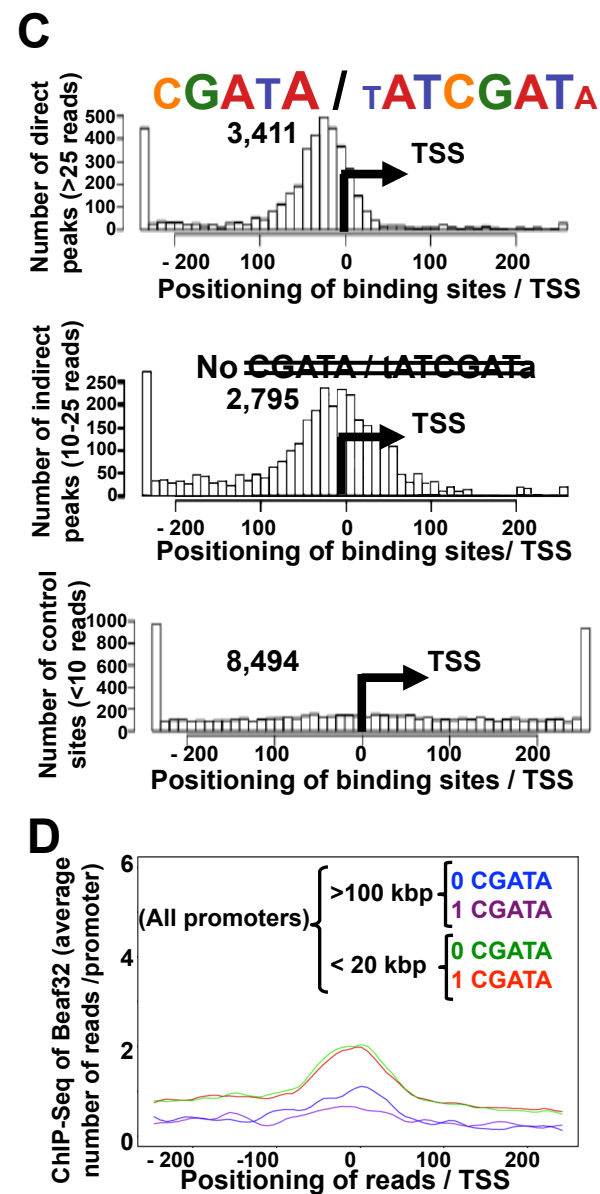 C
CGATA / TATCGATA
Number of direct
peaks (>25 reads)
500
400
300
200
100
0
3,411
TSS
- 200 100 0 100 200
Positioning of binding sites / TSS
No CGATA / tATCGATa
Number of indirect
peaks (10-25 reads)
250
200
150
100
50
0
2,795
TSS
- 200 100 0 100 200
Positioning of binding sites/ TSS
Number of control
sites (<10 reads)
1000
800
600
400
200
0
8,494
TSS
- 200 100 0 100 200
Positioning of binding sites / TSS
D
ChIP-Seq of Beaf32 (average
number of reads /promoter)
6
4
2
0
(All promoters)
>100 kbp
0 CGATA
1 CGATA
< 20 kbp
0 CGATA
1 CGATA
- 200 -100 0 100 200
Positioning of reads / TSS